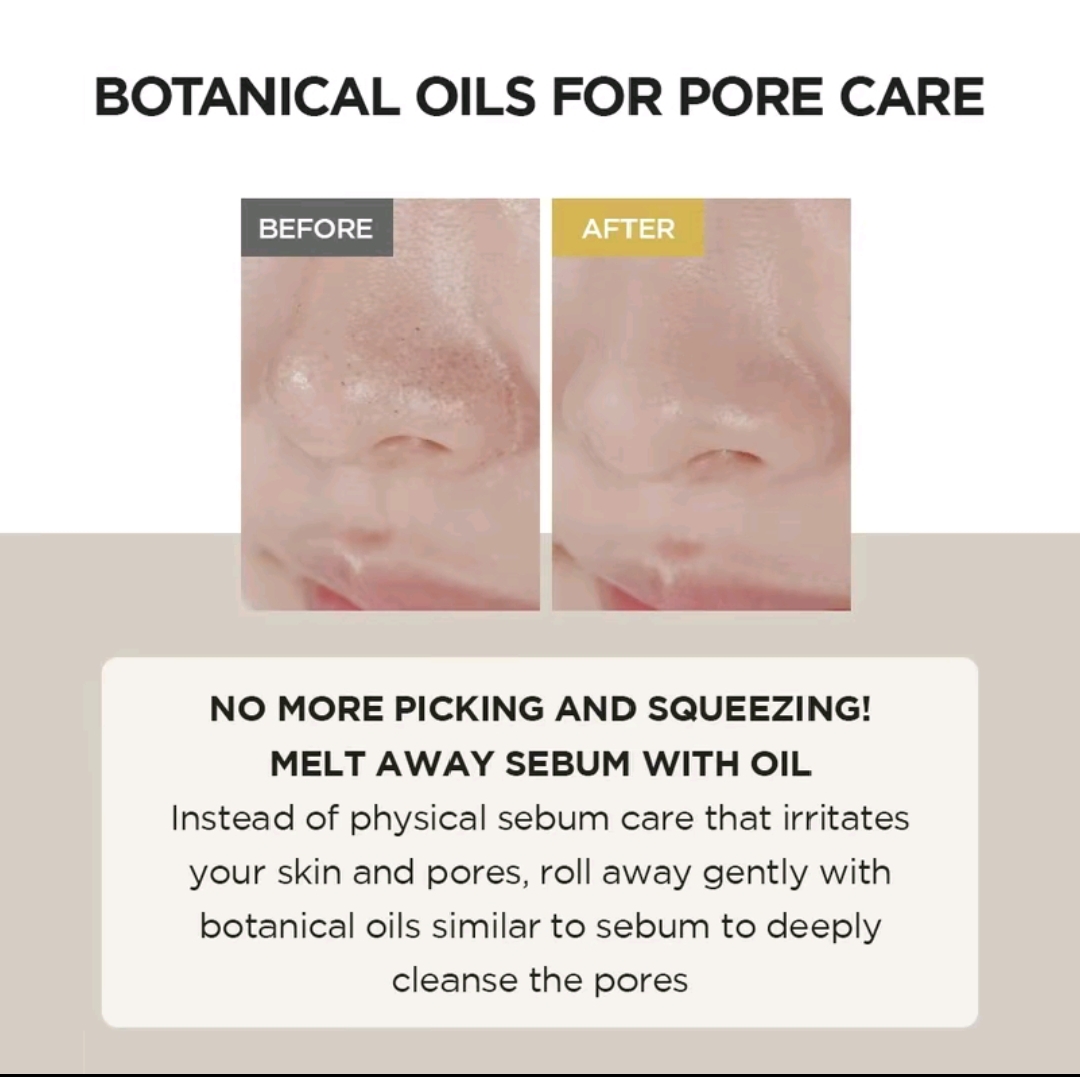 BOTANICAL OILS FOR PORE CARE
BEFORE
AFTER
NO MORE PICKING AND SQUEEZING!
MELT AWAY SEBUM WITH OIL
Instead of physical sebum care that irritates
your skin and pores, roll away gently with
botanical oils similar to sebum to deeply
cleanse the pores